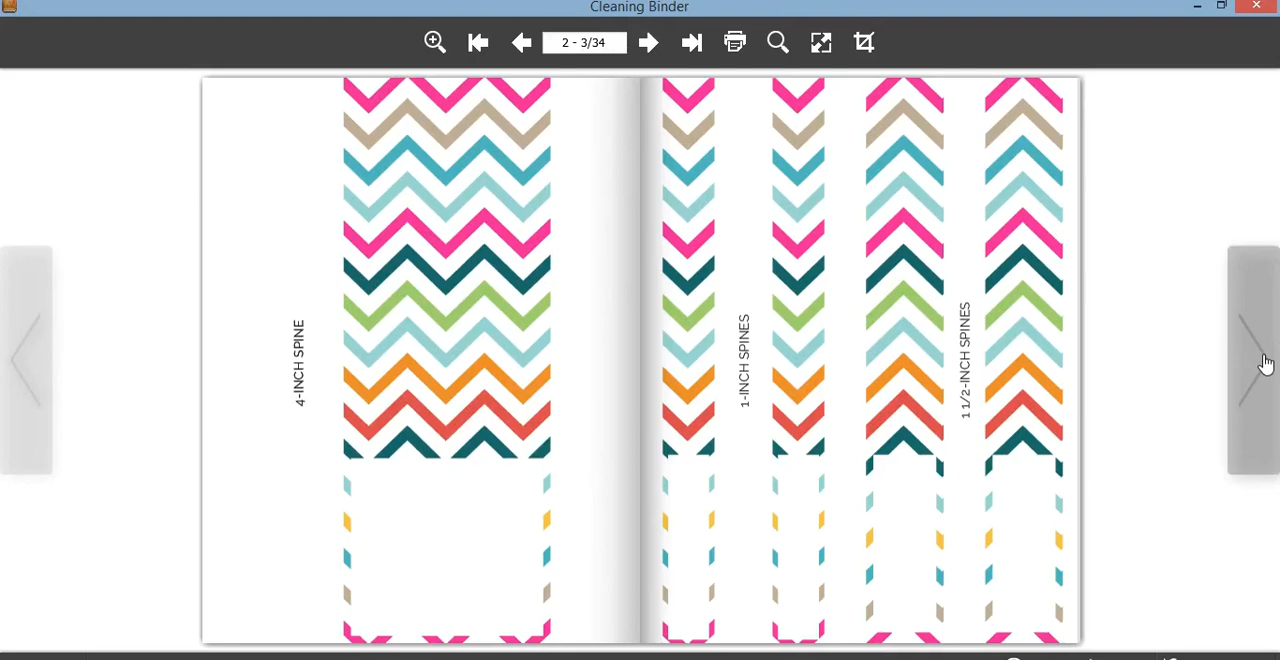 Cleaning Binder
2 - 3/34
4-INCH SPINE
1-INCH SPINES
1 1/2-INCH SPINES